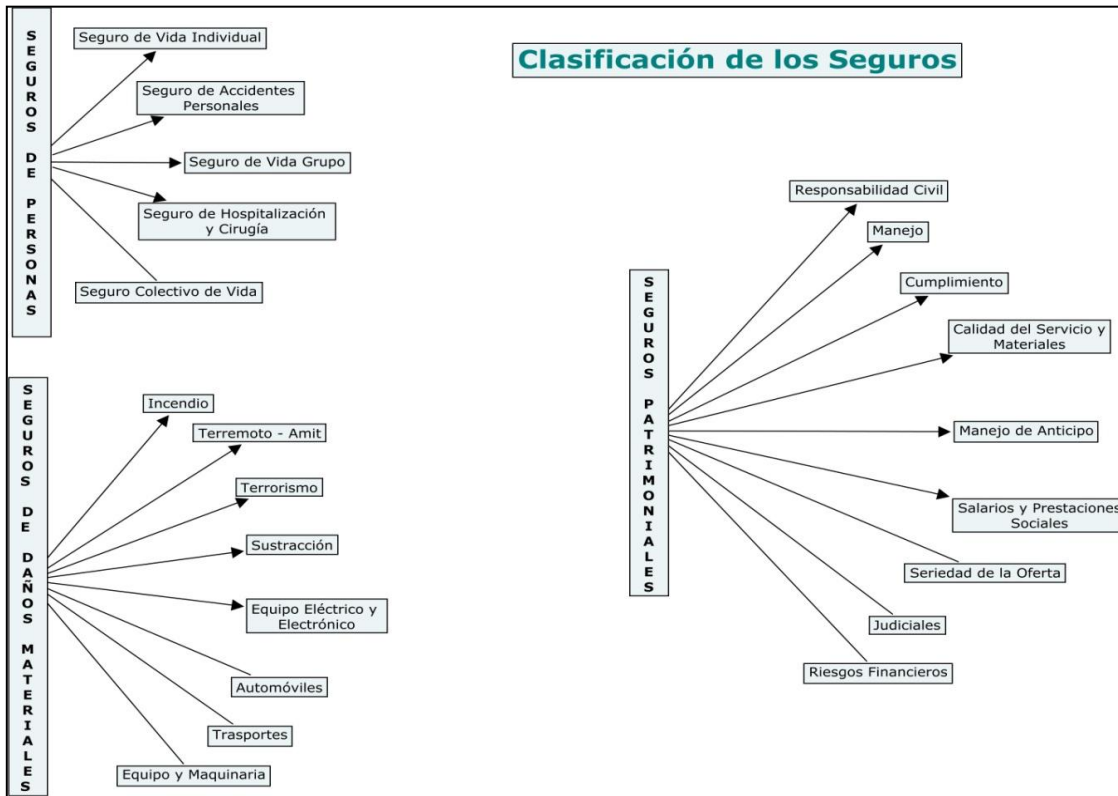 Clasificación de los Seguros
SEGUROS DE PERSONAS
Seguro de Vida Individual
Seguro de Accidentes
Personales
Seguro de Vida Grupo
Seguro de Hospitalización
y Cirugía
Seguro Colectivo de Vida
SEGUROS DE DAÑOS MATERIALES
Incendio
Terremoto - Amit
Terrorismo
Sustracción
Equipo Eléctrico y
Electrónico
Automóviles
Trasportes
Equipo y Maquinaria
SEGUROS PATRIMONIALES
Responsabilidad Civil
Manejo
Cumplimiento
Calidad del Servicio y
Materiales
Manejo de Anticipo
Salarios y Prestaciones
Sociales
Seriedad de la Oferta
Judiciales
Riesgos Financieros